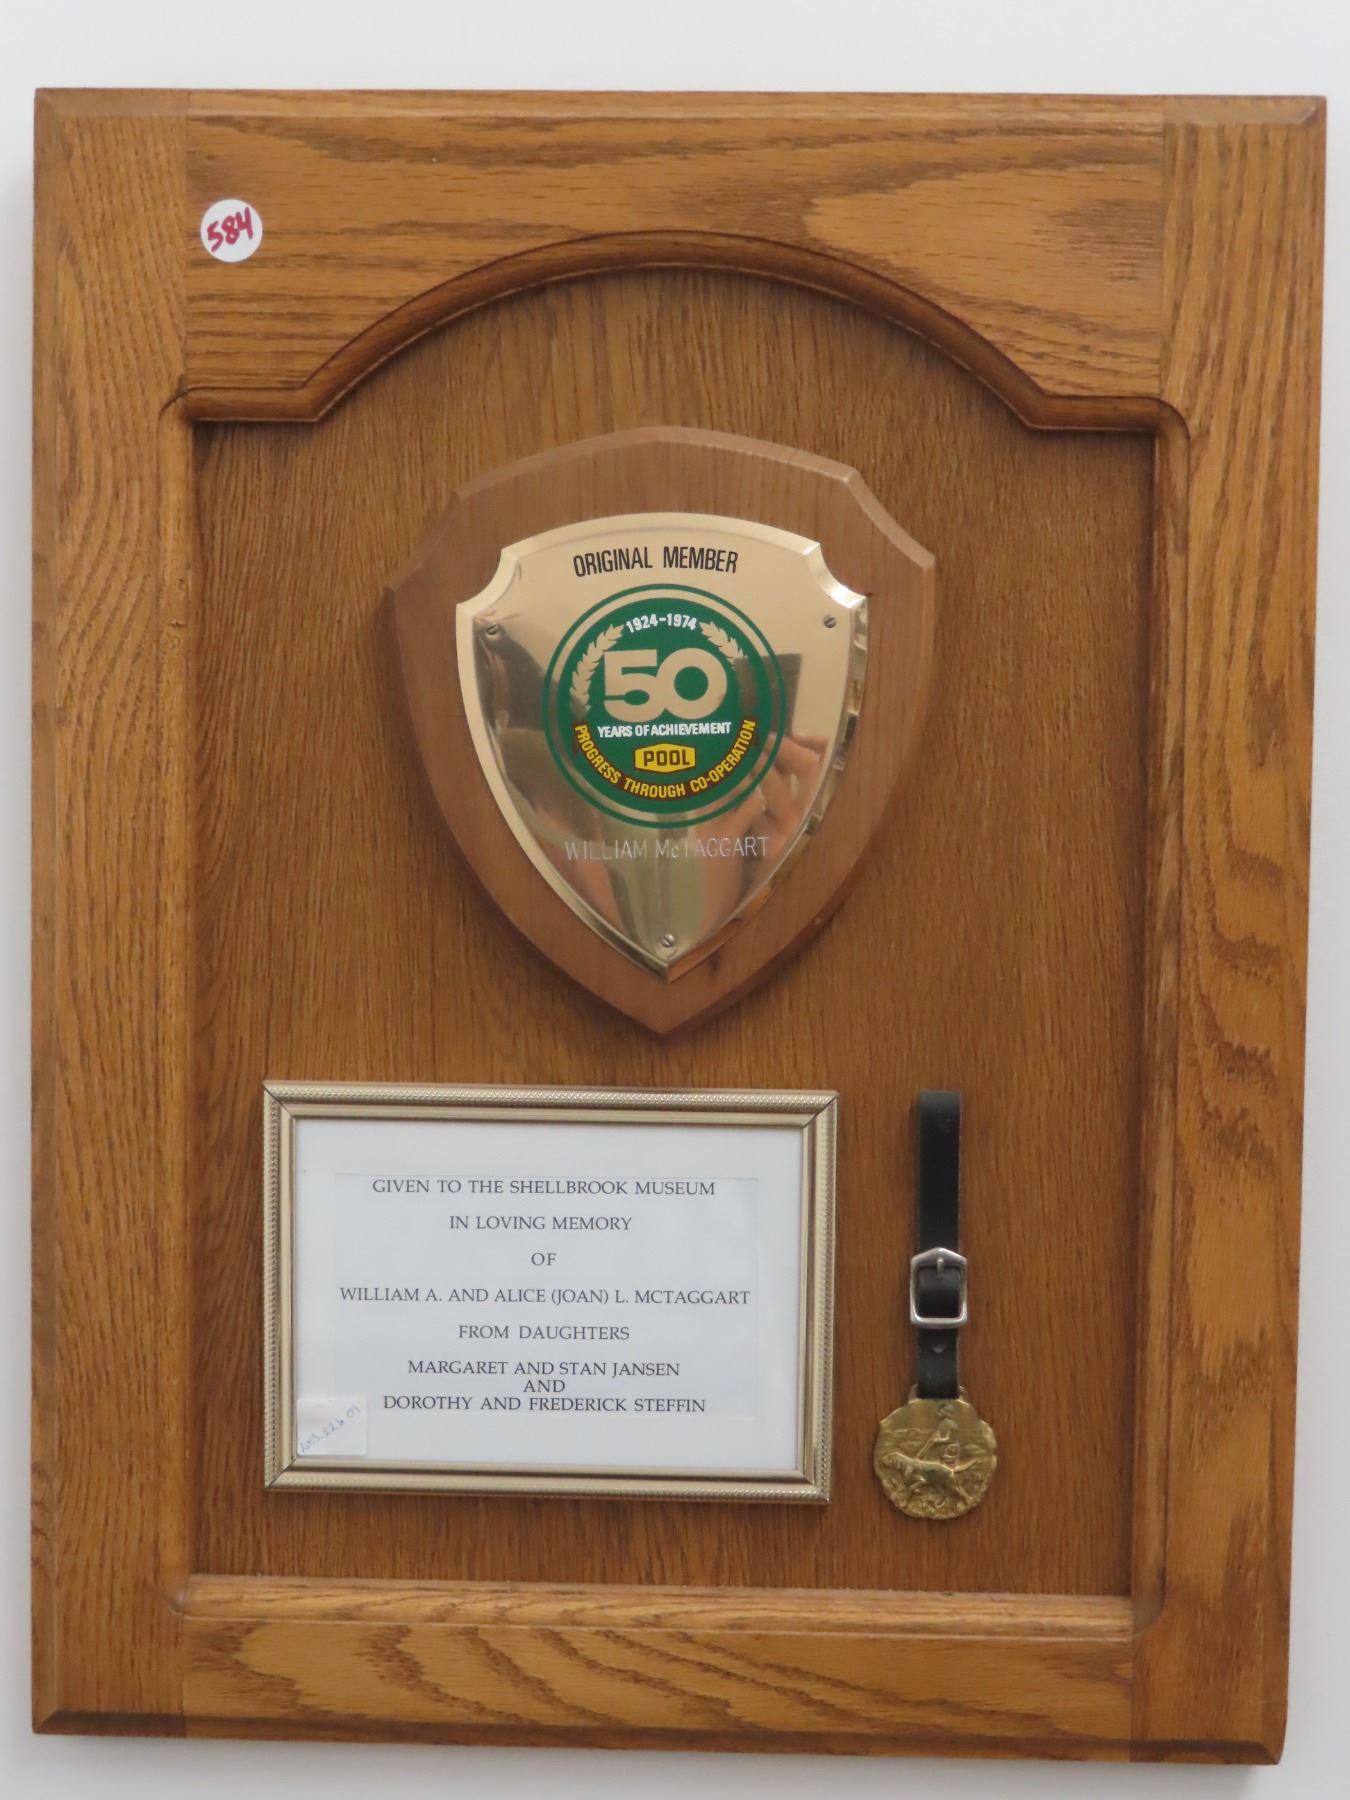 584
ORIGINAL MEMBER
1924-1974
50
YEARS OF ACHIEVEMENT
POOL
PROGRESS THROUGH CO-OPERATION
WILLIAM McTAGGART
GIVEN TO THE SHELLBROOK MUSEUM
IN LOVING MEMORY
OF
WILLIAM A. AND ALICE (JOAN) L. MCTAGGART
FROM DAUGHTERS
MARGARET AND STAN JANSEN
AND
DOROTHY AND FREDERICK STEFFIN